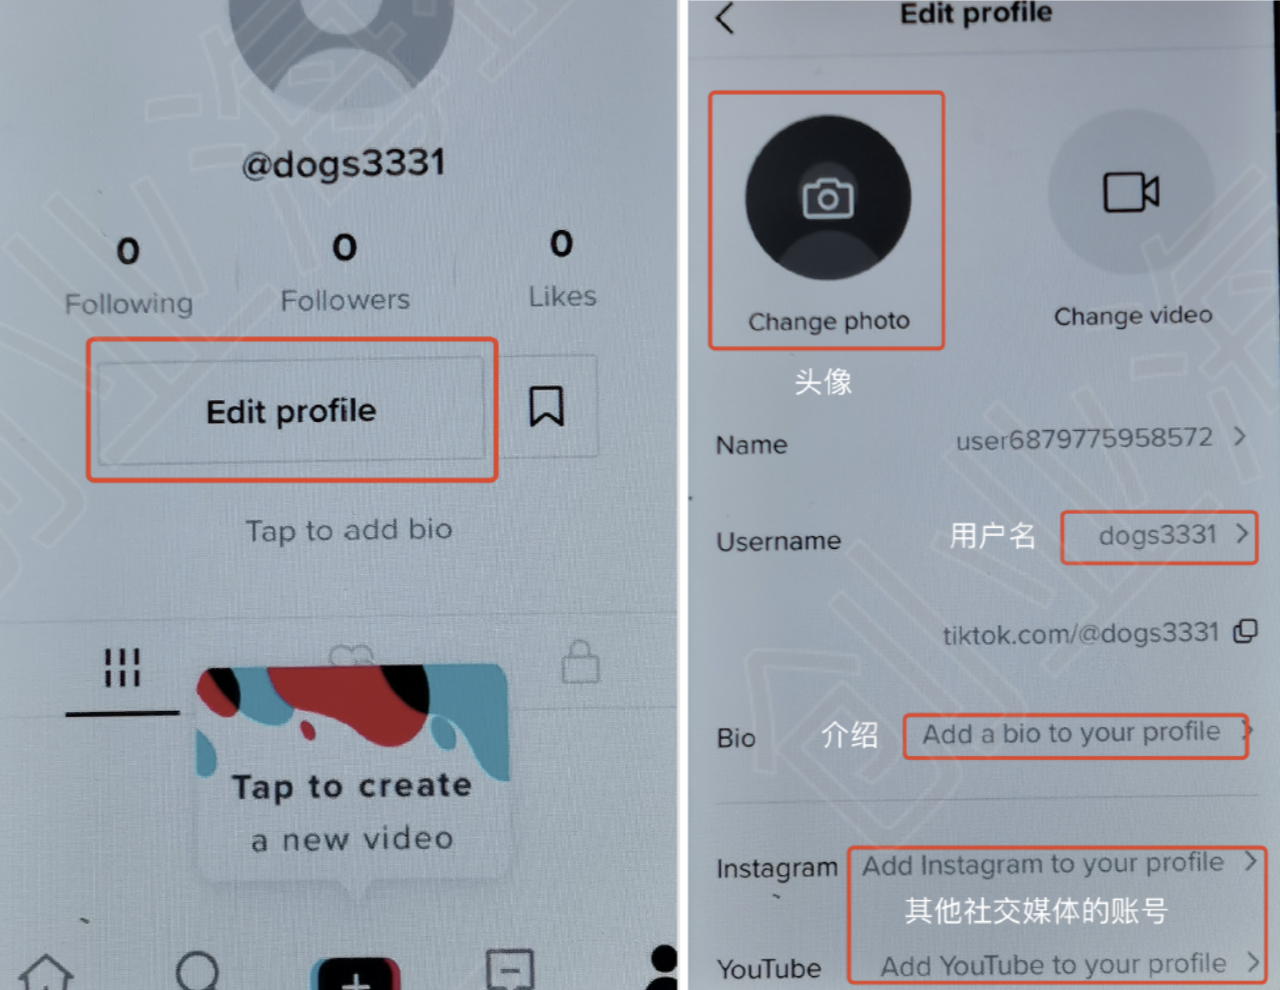 @dogs3331
0
0
0
Following
Followers
Likes
Edit profile
Tap to add bio
Tap to create
a new video
Edit profile
Change photo
Change video
头像
Name
user6879775958572
Username
用户名
dogs3331
tiktok.com/@dogs3331
Bio
介绍
Add a bio to your profile
Instagram
Add Instagram to your profile
其他社交媒体的账号
YouTube
Add YouTube to your profile